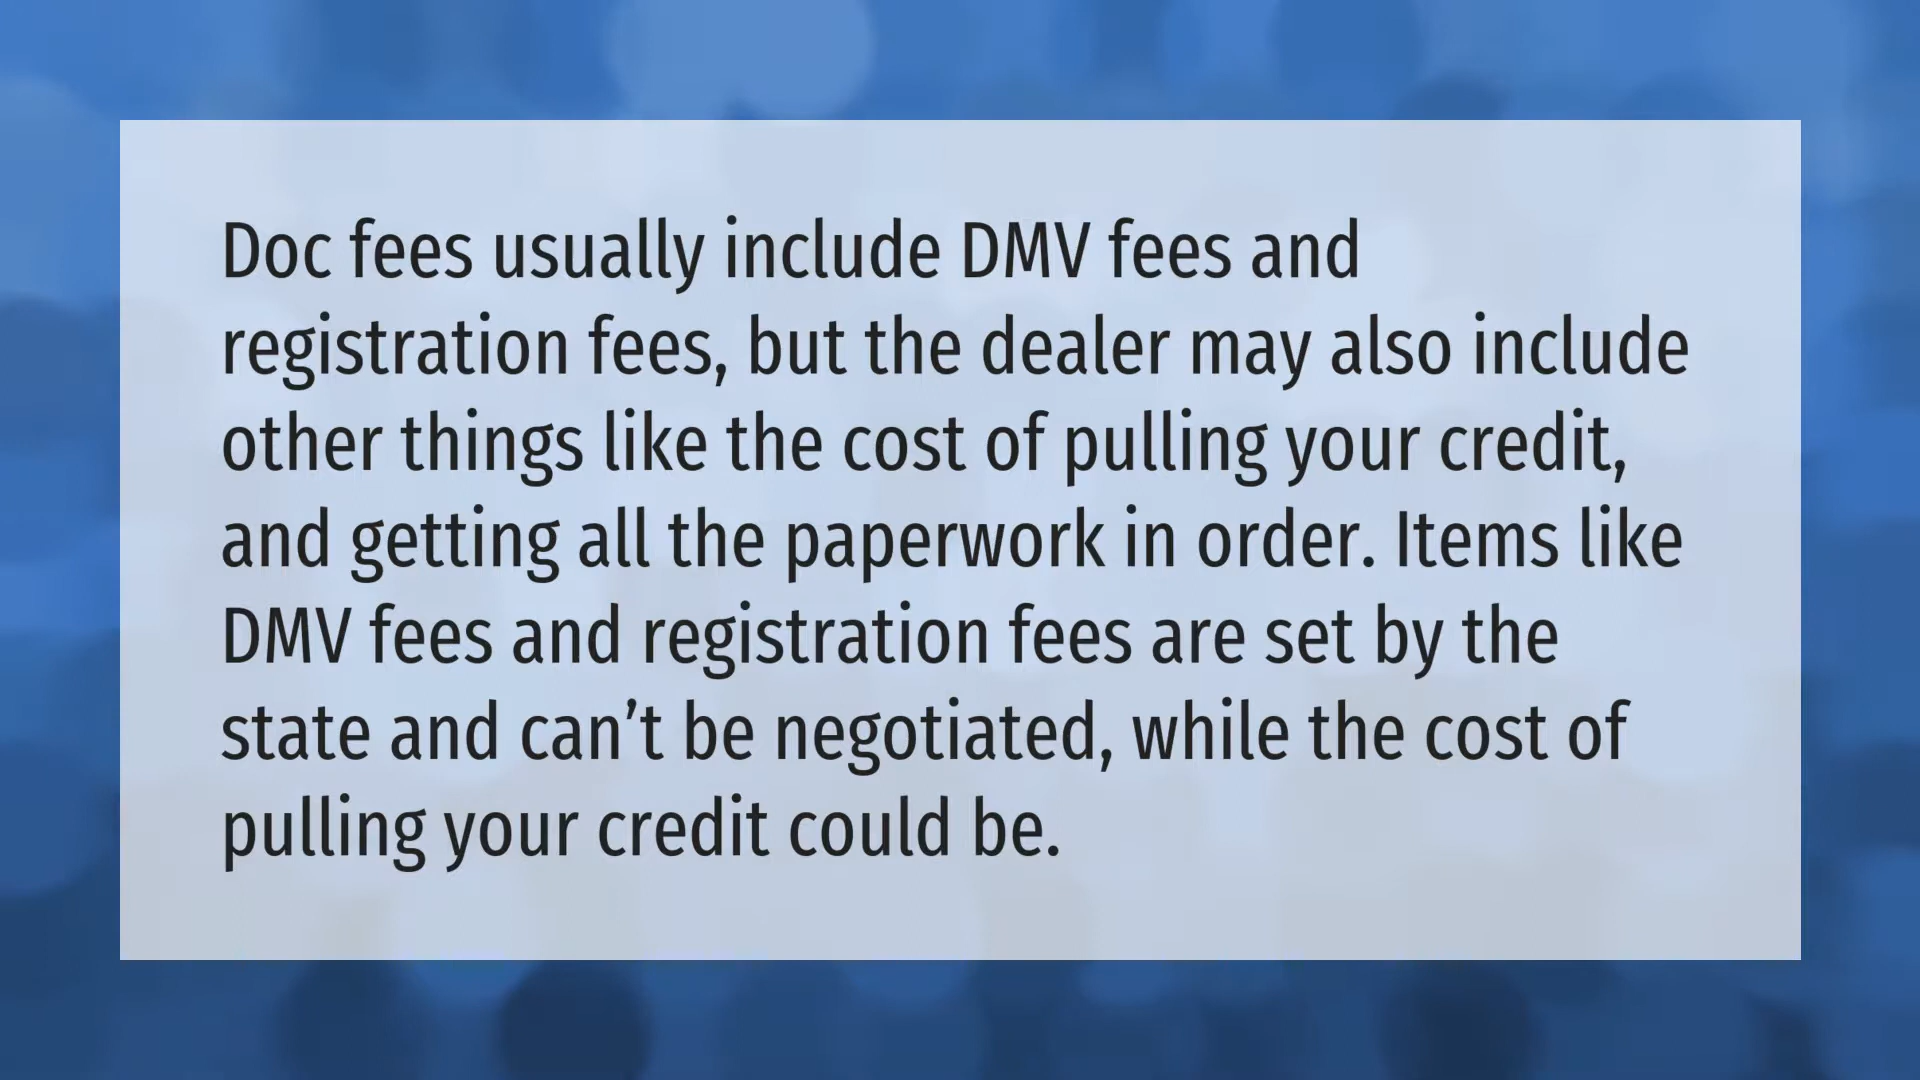 Doc fees usually include DMV fees and
registration fees, but the dealer may also include
other things like the cost of pulling your credit,
and getting all the paperwork in order. Items like
DMV fees and registration fees are set by the
state and can’t be negotiated, while the cost of
pulling your credit could be.